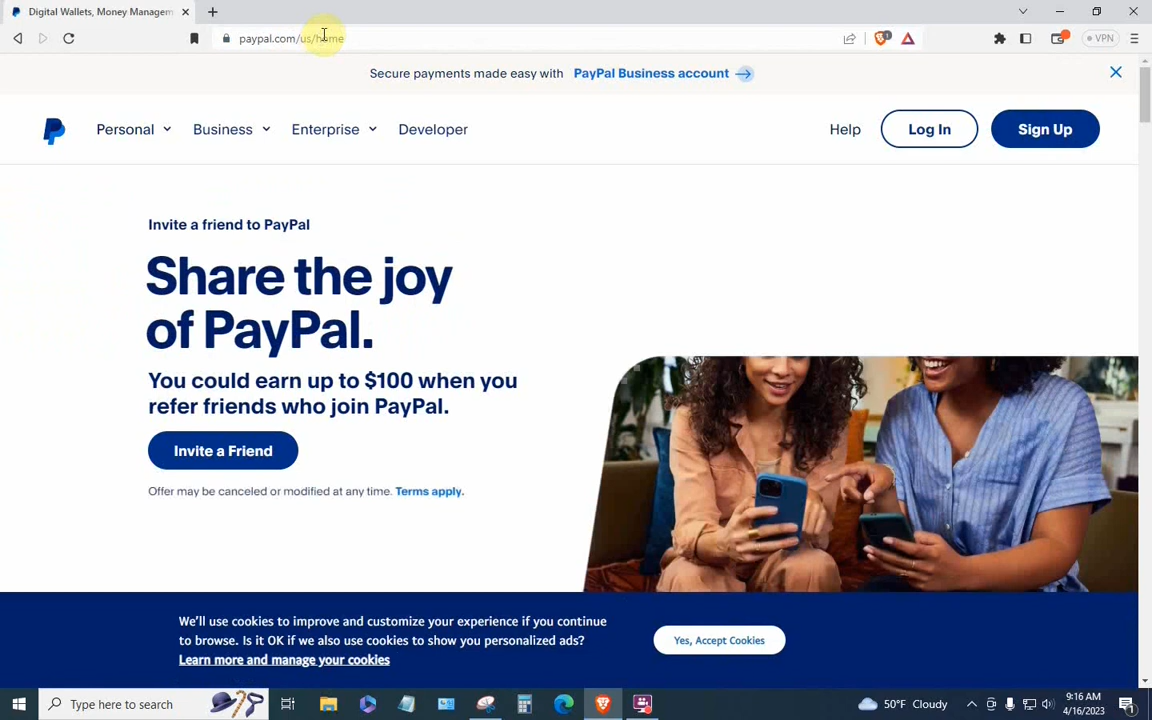 Digital Wallets, Money Managem
paypal.com/us/home
VPN
Secure payments made easy with PayPal Business account
Personal Business Enterprise Developer Help Log In Sign Up
Invite a friend to PayPal
Share the joy
of PayPal.
You could earn up to $100 when you
refer friends who join PayPal.
Invite a Friend
Offer may be canceled or modified at any time. Terms apply.
We'll use cookies to improve and customize your experience if you continue
to browse. Is it OK if we also use cookies to show you personalized ads?
Learn more and manage your cookies
Yes, Accept Cookies
Type here to search
50°F Cloudy
9:16 AM
4/16/2023
1